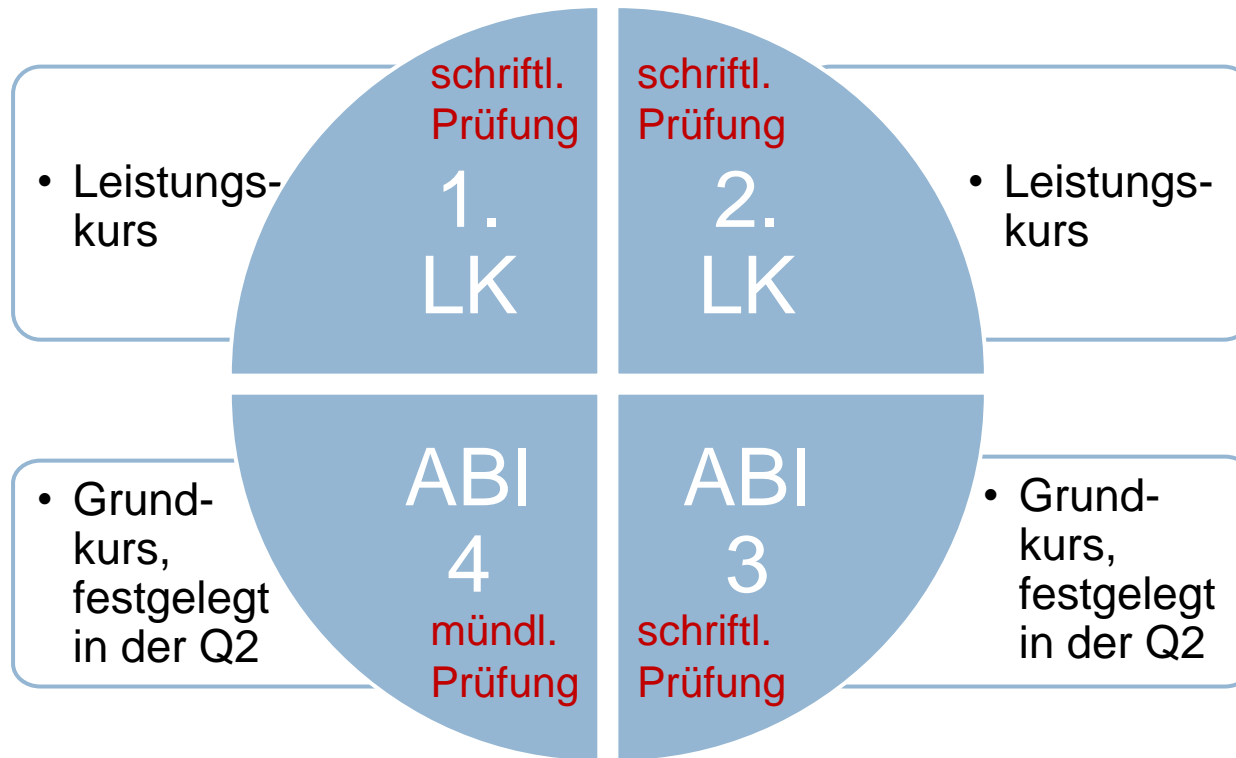 • Leistungs-
kurs
schriftl.
Prüfung
1.
LK
schriftl.
Prüfung
2.
LK
• Leistungs-
kurs
• Grund-
kurs,
festgelegt
in der Q2
ABI
4
mündl.
Prüfung
ABI
3
schriftl.
Prüfung
• Grund-
kurs,
festgelegt
in der Q2